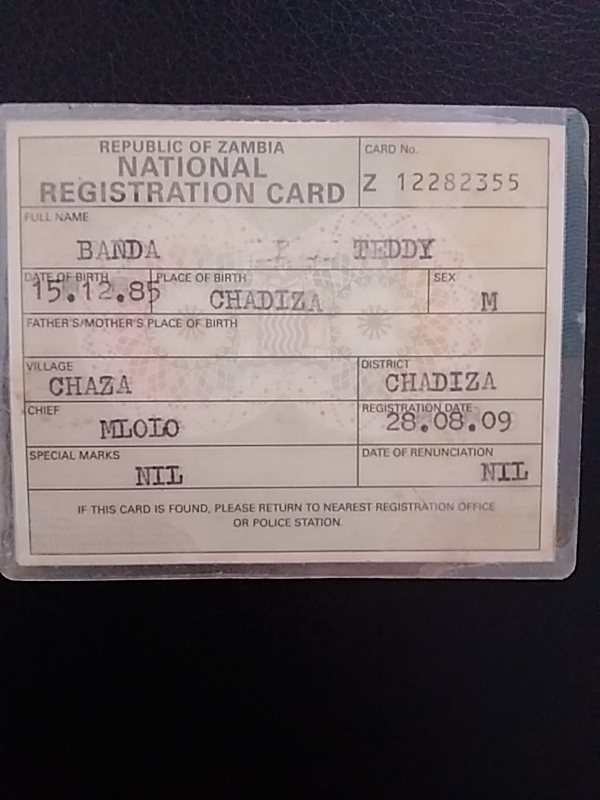 REPUBLIC OF ZAMBIA
NATIONAL
REGISTRATION CARD
CARD No.
Z 12282355
FULL NAME
BANDA TEDDY
DATE OF BIRTH
15.12.85
PLACE OF BIRTH
CHADIZA
SEX
M
FATHER'S/MOTHER'S PLACE OF BIRTH
VILLAGE
CHAZA
DISTRICT
CHADIZA
CHIEF
MLOLO
REGISTRATION DATE
28.08.09
SPECIAL MARKS
NIL
DATE OF RENUNCIATION
NIL
IF THIS CARD IS FOUND, PLEASE RETURN TO NEAREST REGISTRATION OFFICE
OR POLICE STATION.